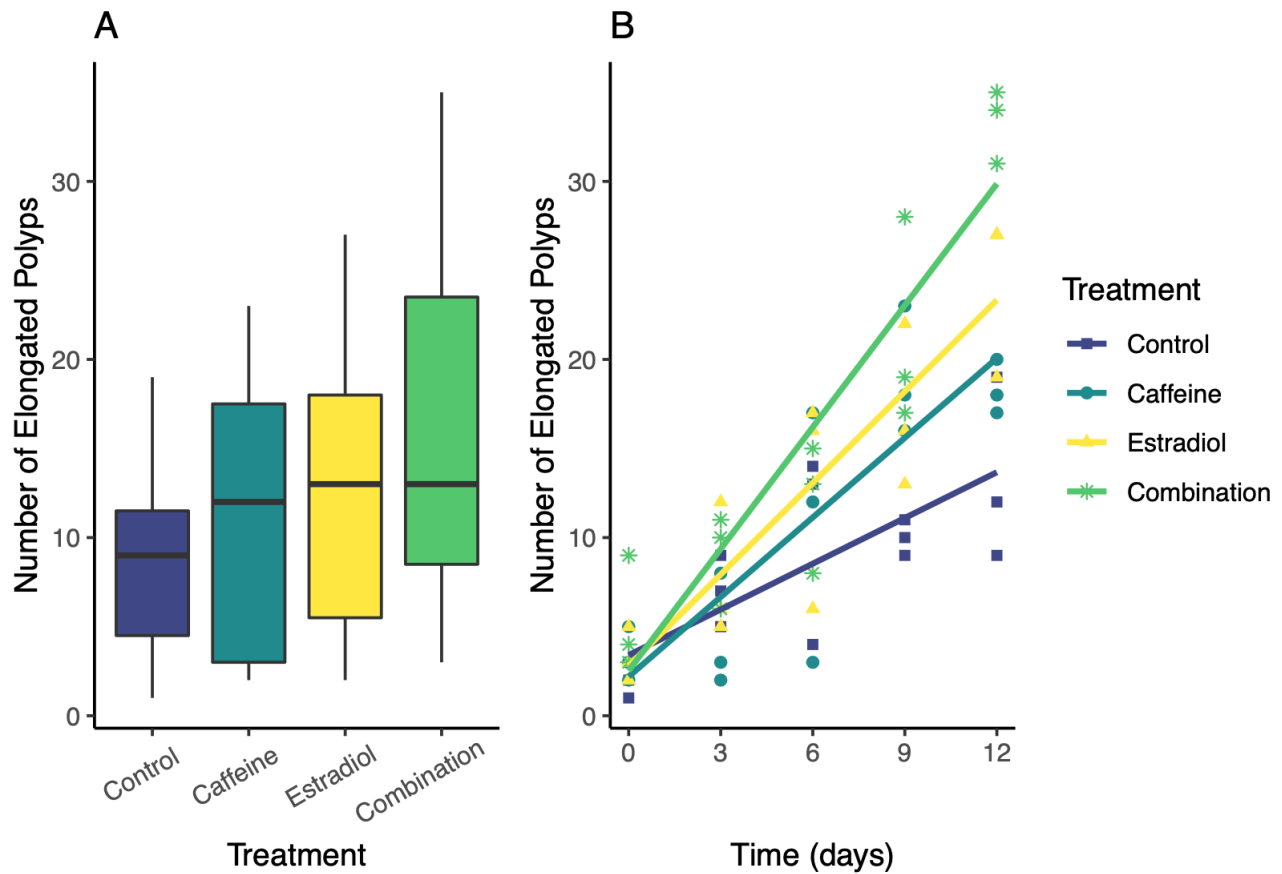 A
Number of Elongated Polyps
30
20
10
0
Control
Caffeine
Estradiol
Combination
Treatment
B
Number of Elongated Polyps
30
20
10
0
0 3 6 9 12
Time (days)
Treatment
Control
Caffeine
Estradiol
Combination